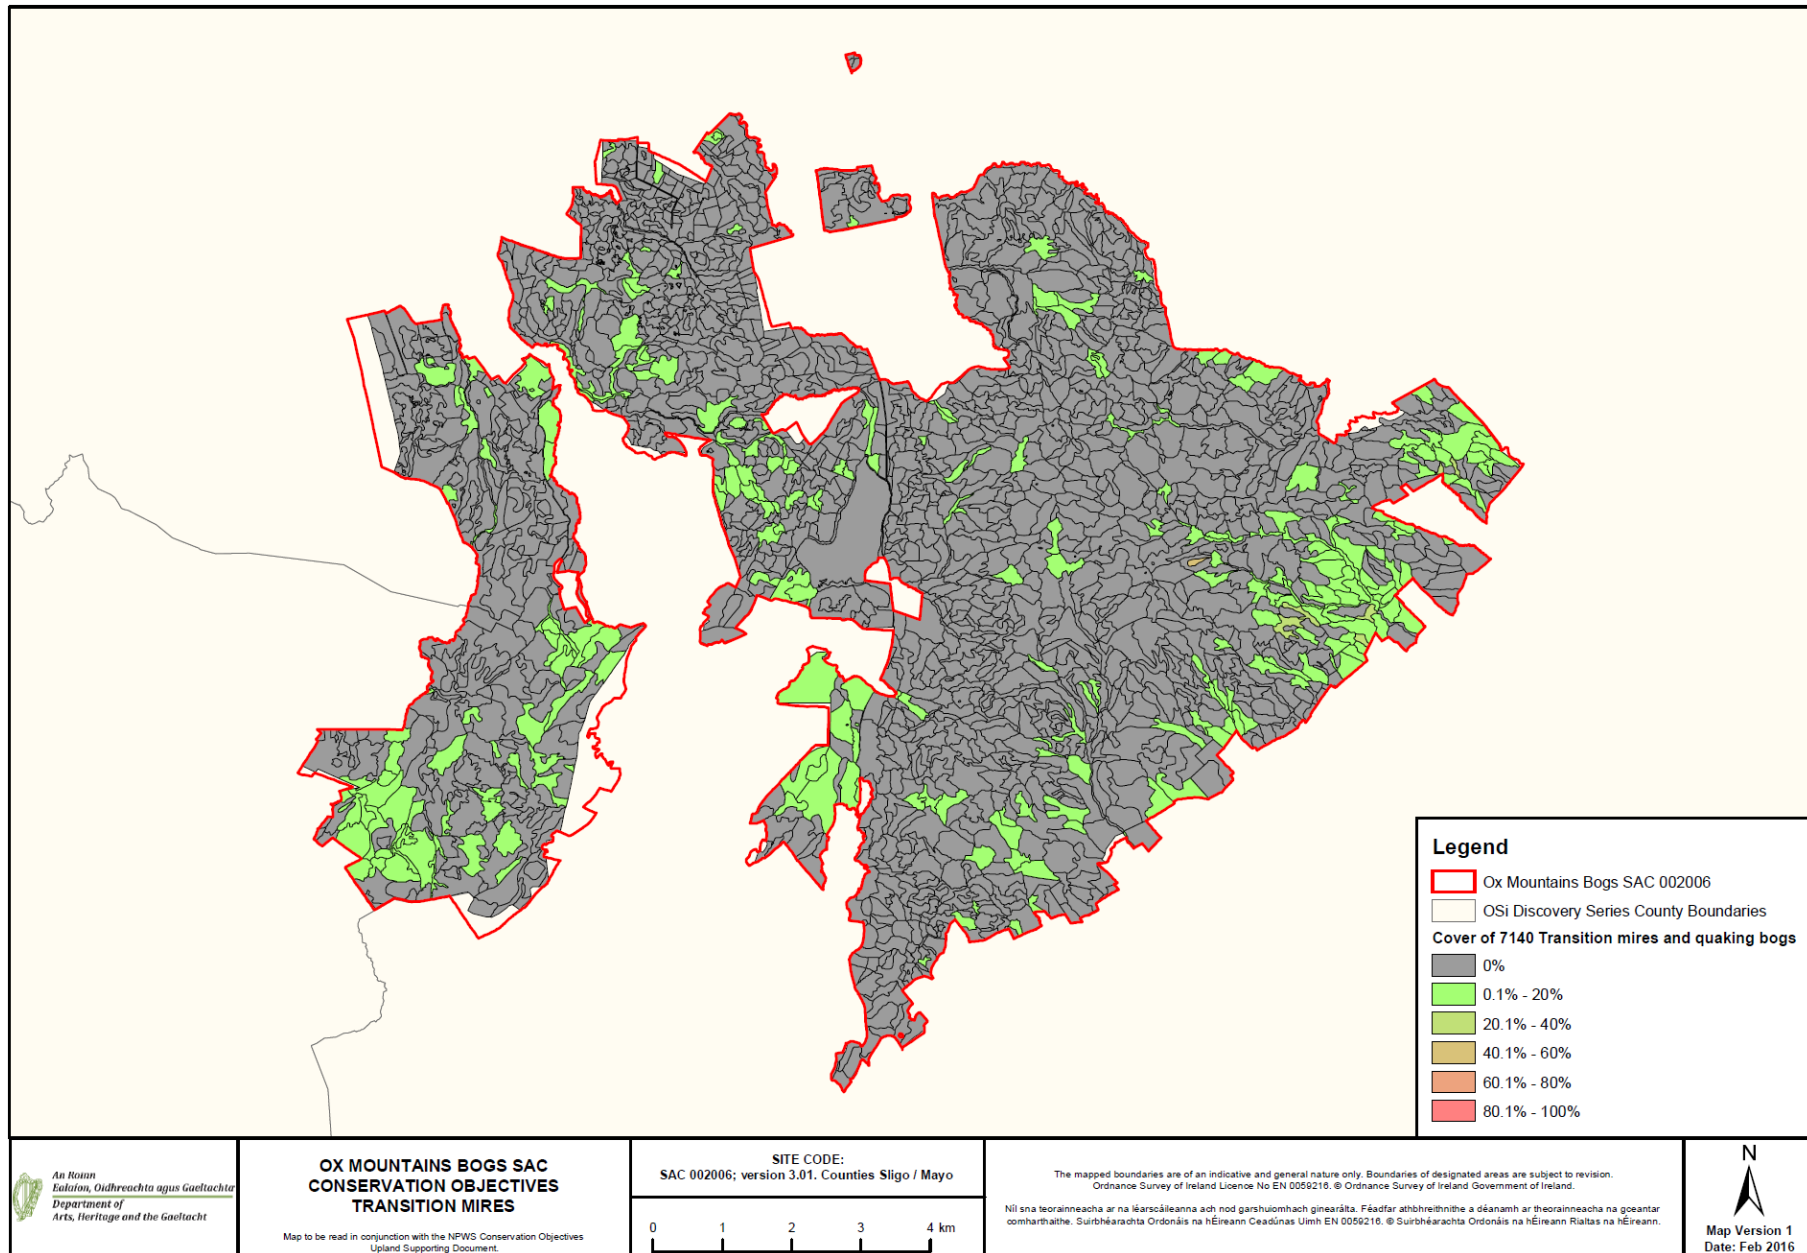 Legend
Ox Mountains Bogs SAC 002006
OSi Discovery Series County Boundaries
Cover of 7140 Transition mires and quaking bogs
0%
0.1% - 20%
20.1% - 40%
40.1% - 60%
60.1% - 80%
80.1% - 100%
An Roinn
Ealaíon, Oidhreachta agus Gaeltachta
Department of
Arts, Heritage and the Gaeltacht
OX MOUNTAINS BOGS SAC
CONSERVATION OBJECTIVES
TRANSITION MIRES
Map to be read in conjunction with the NPWS Conservation Objectives
Upland Supporting Document.
SITE CODE:
SAC 002006; version 3.01. Counties Sligo / Mayo
0 1 2 3 4 km
The mapped boundaries are of an indicative and general nature only. Boundaries of designated areas are subject to revision.
Ordnance Survey of Ireland Licence No EN 0059216. © Ordnance Survey of Ireland Government of Ireland.
Níl sna teorainneacha ar na léarscáileanna ach nod garshuiomhach ginearálta. Féadfar athbhreithnithe a déanamh ar theorainneacha na gceantar
comharthaithe. Suirbhéarachta Ordonáis na hÉireann Ceadúnas Uimh EN 0059216. © Suirbhéarachta Ordonáis na hÉireann Rialtas na hÉireann.
N
Map Version 1
Date: Feb 2016